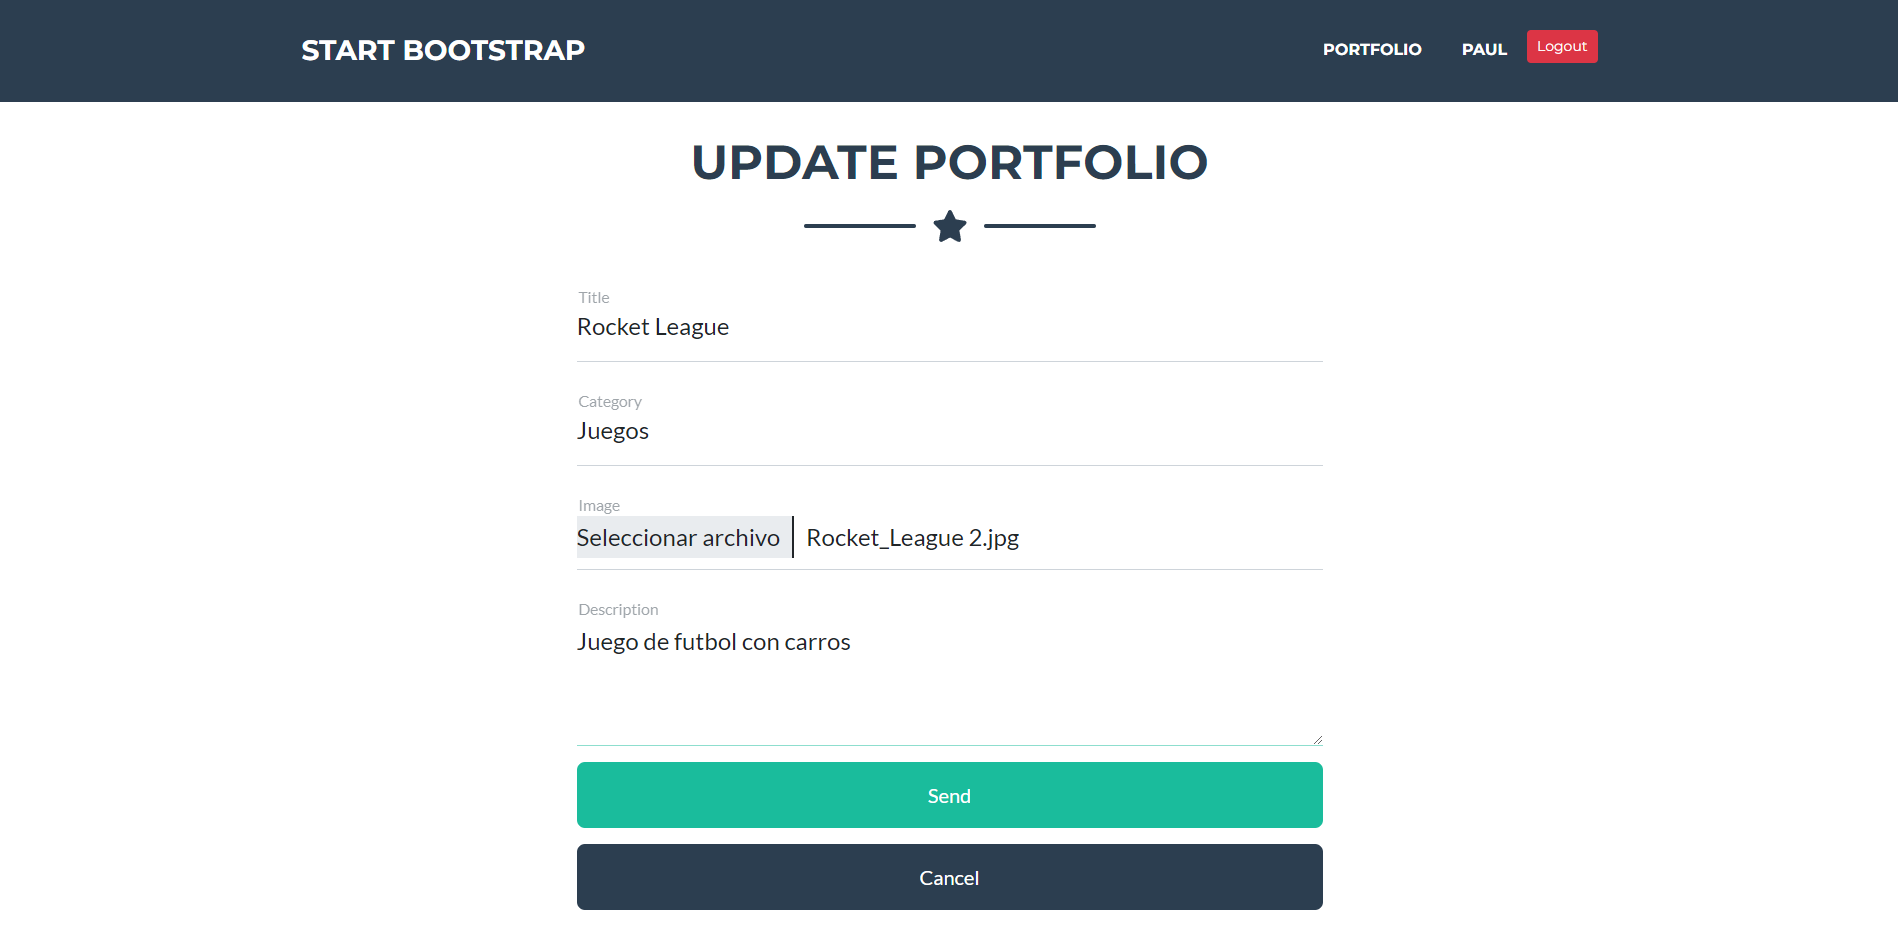 START BOOTSTRAP
PORTFOLIO PAUL Logout
UPDATE PORTFOLIO
Title
Rocket League
Category
Juegos
Image
Seleccionar archivo Rocket_League 2.jpg
Description
Juego de futbol con carros
Send
Cancel